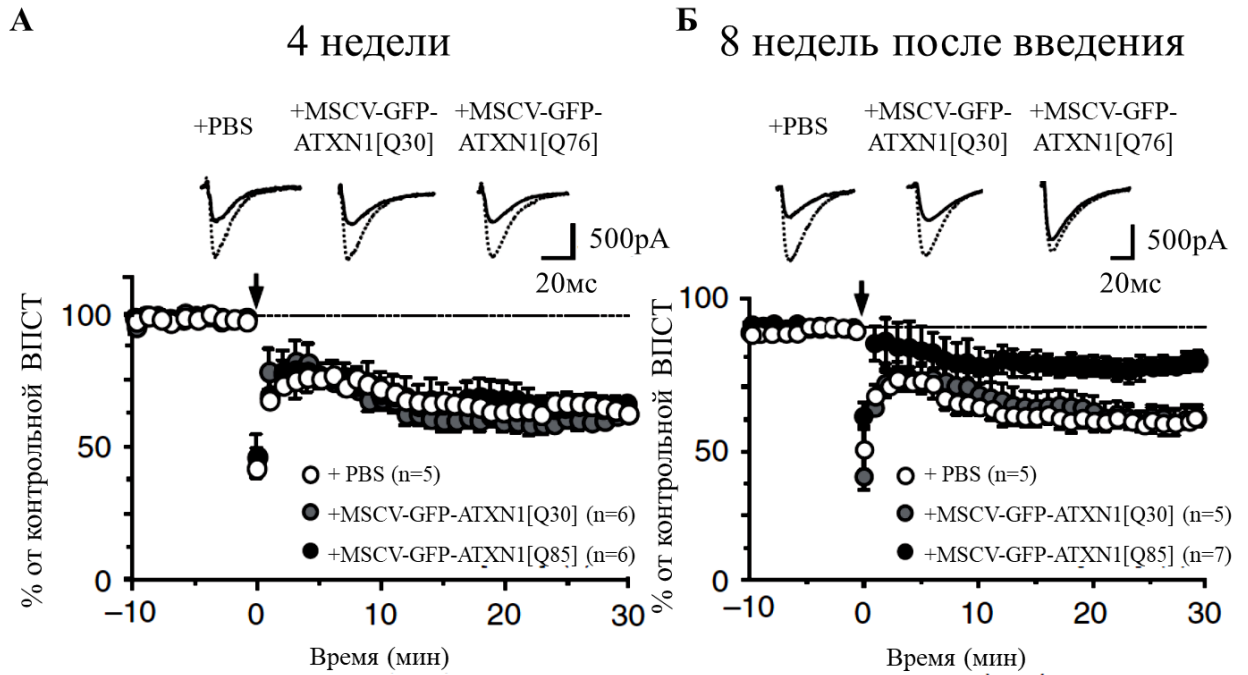 А
4 недели
+PBS
+MSCV-GFP-
ATXN1[Q30]
+MSCV-GFP-
ATXN1[Q76]
500pA
20мс
% от контрольной ВПСТ
100
50
0
+ PBS (n=5)
+MSCV-GFP-ATXN1[Q30] (n=6)
+MSCV-GFP-ATXN1[Q85] (n=6)
−10
0
10
20
30
Время (мин)
Б
8 недель после введения
+PBS
+MSCV-GFP-
ATXN1[Q30]
+MSCV-GFP-
ATXN1[Q76]
500pA
20мс
% от контрольной ВПСТ
100
50
0
+ PBS (n=5)
+MSCV-GFP-ATXN1[Q30] (n=5)
+MSCV-GFP-ATXN1[Q85] (n=7)
−10
0
10
20
30
Время (мин)